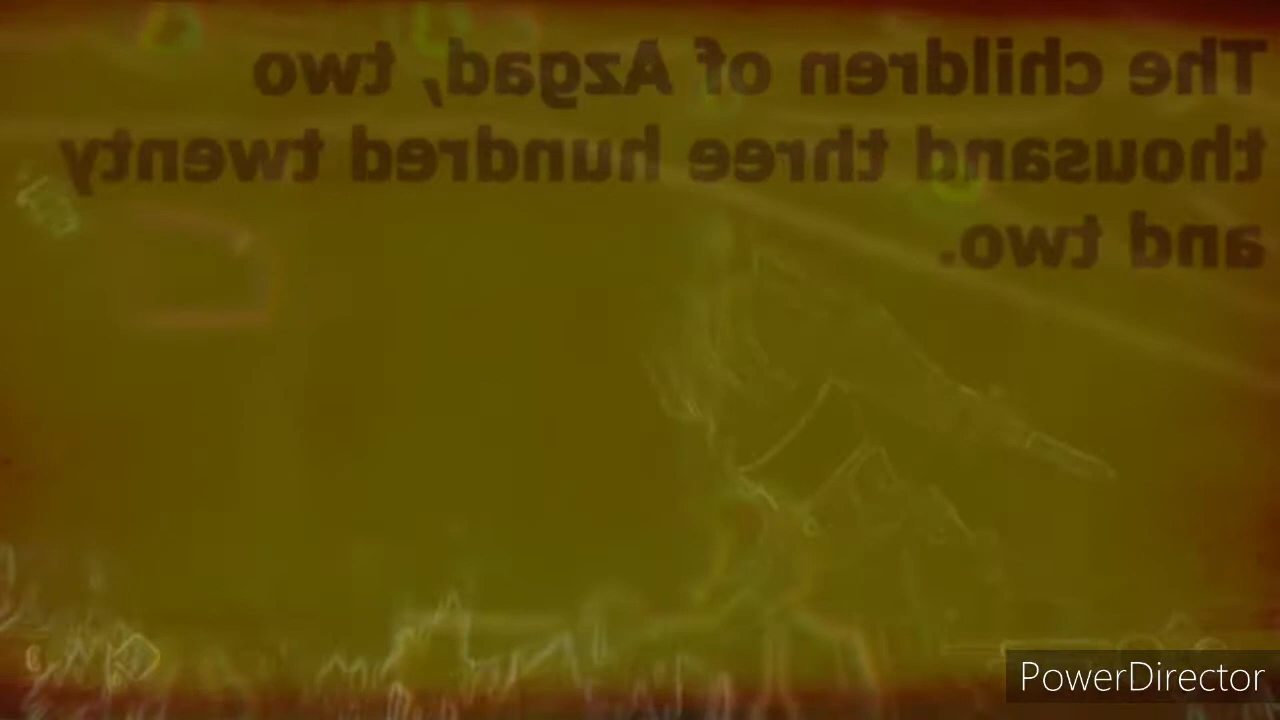 The children of Azgad, two
thousand three hundred twenty
and two.
PowerDirector